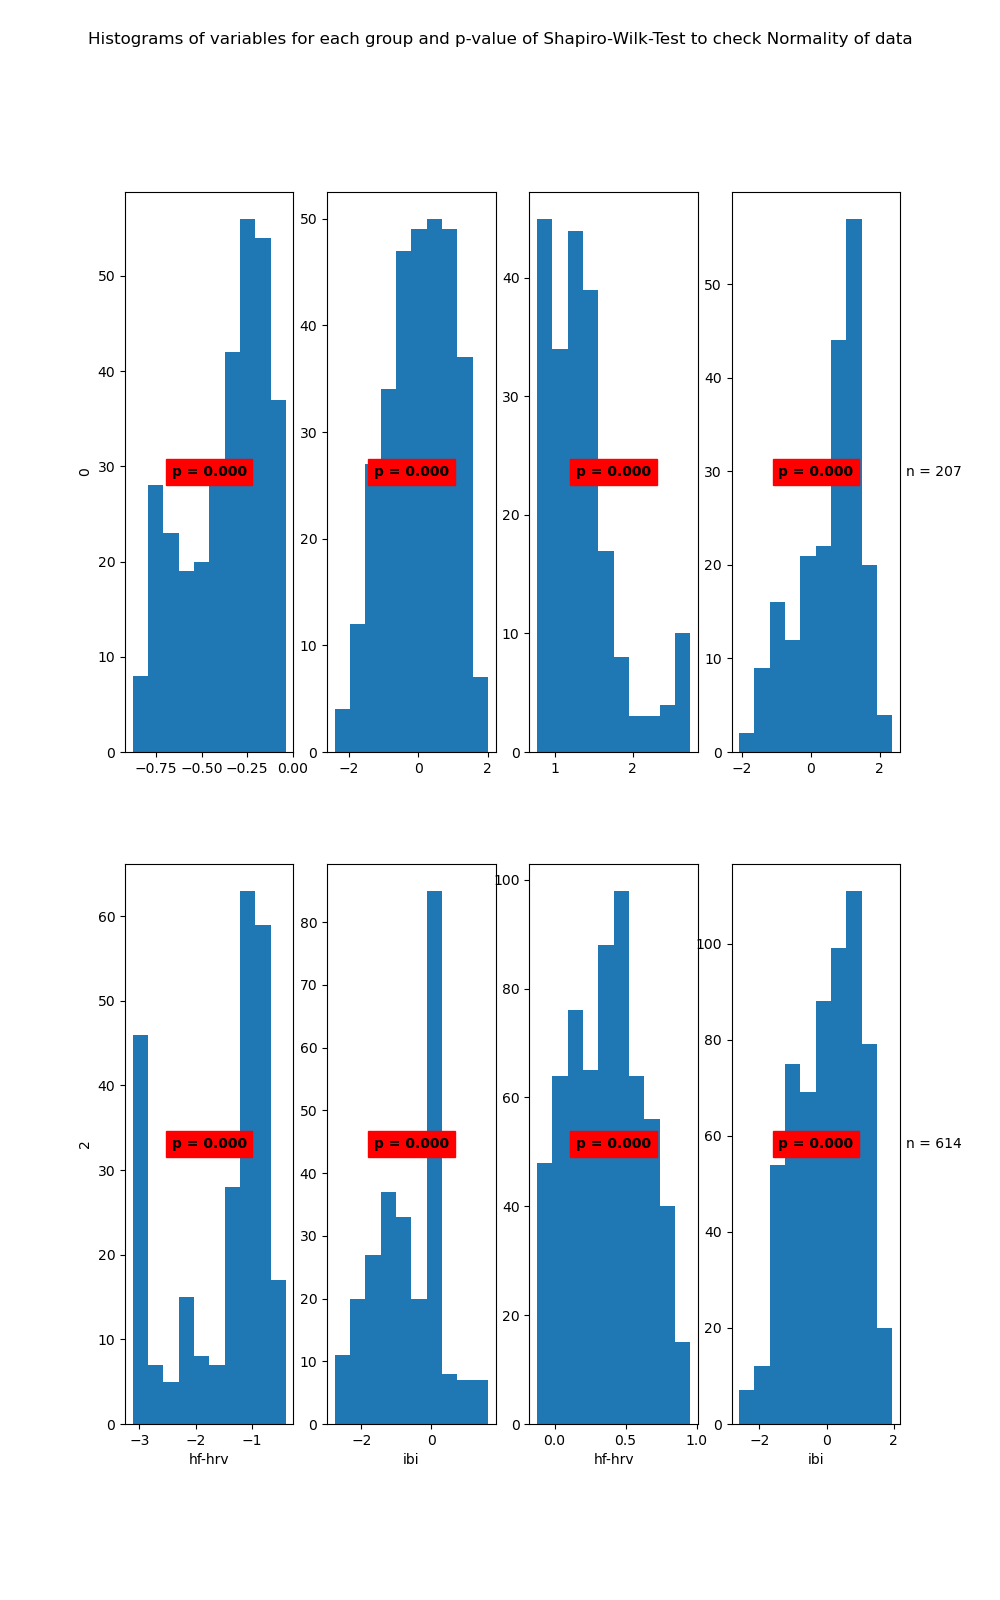 Histograms of variables for each group and p-value of Shapiro-Wilk-Test to check Normality of data
0
50
40
30
20
10
0
p = 0.000
−0.75 −0.50 −0.25 0.00
50
40
30
20
10
0
p = 0.000
−2 0 2
40
30
20
10
0
p = 0.000
1 2
50
40
30
20
10
0
p = 0.000
−2 0 2
n = 207
2
60
50
40
30
20
10
0
p = 0.000
−3 −2 −1
hf-hrv
80
70
60
50
40
30
20
10
0
p = 0.000
−2 0
ibi
100
80
60
40
20
0
p = 0.000
0.0 0.5 1.0
hf-hrv
100
80
60
40
20
0
p = 0.000
−2 0 2
ibi
n = 614